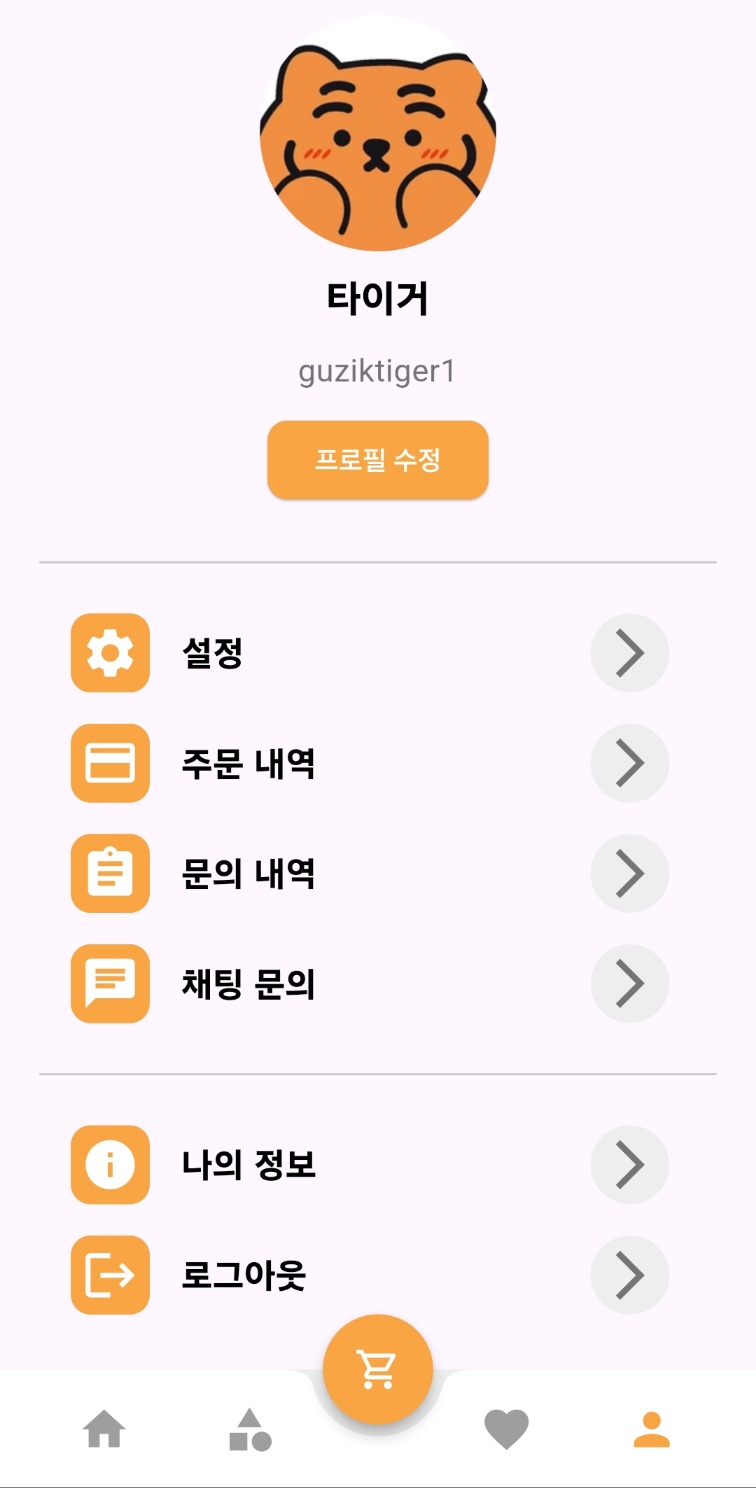 타이거
guziktiger1
프로필 수정
설정
주문 내역
문의 내역
채팅 문의
나의 정보
로그아웃